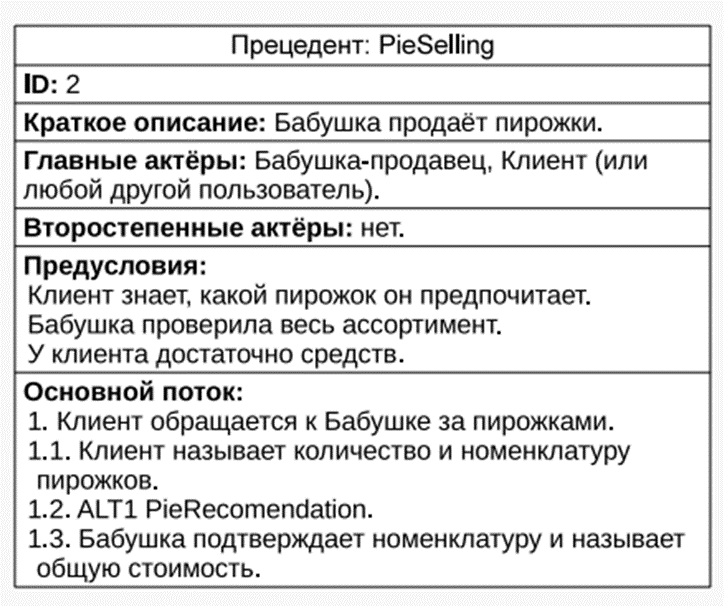 Прецедент: PieSelling
ID: 2
Краткое описание: Бабушка продаёт пирожки.
Главные актёры: Бабушка-продавец, Клиент (или
любой другой пользователь).
Второстепенные актёры: нет.
Предусловия:
Клиент знает, какой пирожок он предпочитает.
Бабушка проверила весь ассортимент.
У клиента достаточно средств.
Основной поток:
1. Клиент обращается к Бабушке за пирожками.
1.1. Клиент называет количество и номенклатуру
пирожков.
1.2. ALT1 PieRecomendation.
1.3. Бабушка подтверждает номенклатуру и называет
общую стоимость.